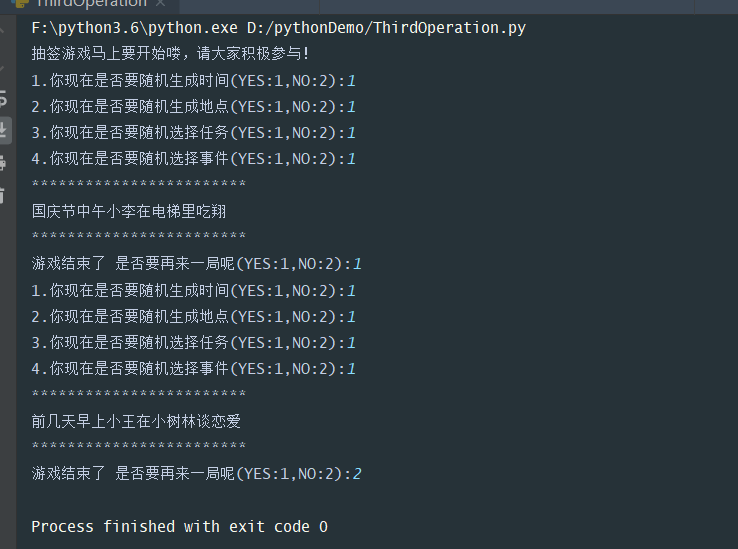 ThirdOperation ×
F:\python3.6\python.exe D:/pythonDemo/ThirdOperation.py
抽签游戏马上要开始喽，请大家积极参与!
1.你现在是否要随机生成时间(YES:1,NO:2):1
2.你现在是否要随机生成地点(YES:1,NO:2):1
3.你现在是否要随机选择任务(YES:1,NO:2):1
4.你现在是否要随机选择事件(YES:1,NO:2):1
************************
国庆节中午小李在电梯里吃翔
************************
游戏结束了 是否要再来一局呢(YES:1,NO:2):1
1.你现在是否要随机生成时间(YES:1,NO:2):1
2.你现在是否要随机生成地点(YES:1,NO:2):1
3.你现在是否要随机选择任务(YES:1,NO:2):1
4.你现在是否要随机选择事件(YES:1,NO:2):1
************************
前几天早上小王在小树林谈恋爱
************************
游戏结束了 是否要再来一局呢(YES:1,NO:2):2
Process finished with exit code 0